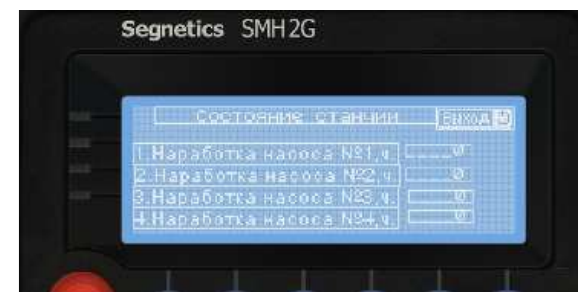 Segnetics SMH2G
Состояние станции Выход
1.Наработка насоса №1,ч. 0
2.Наработка насоса №2,ч. 0
3.Наработка насоса №3,ч. 0
4.Наработка насоса №4,ч. 0